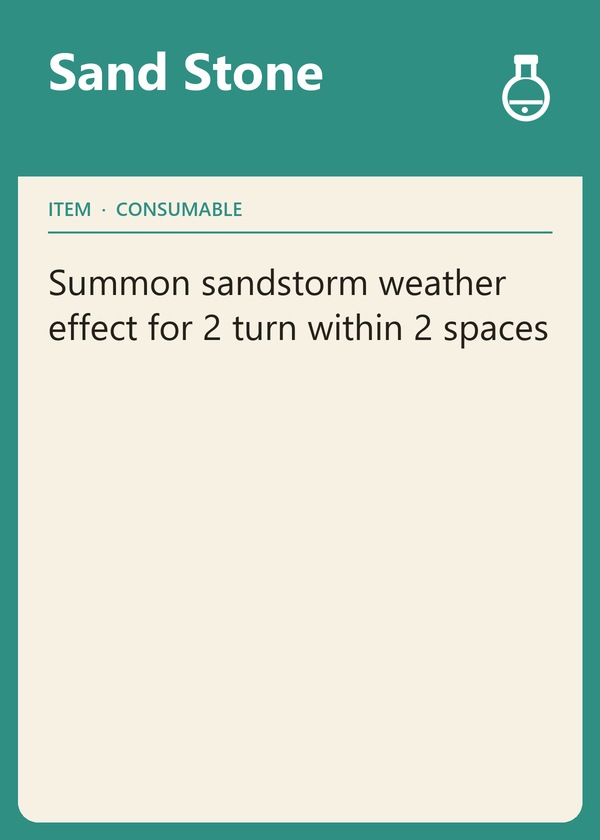 Sand Stone
ITEM · CONSUMABLE
Summon sandstorm weather
effect for 2 turn within 2 spaces